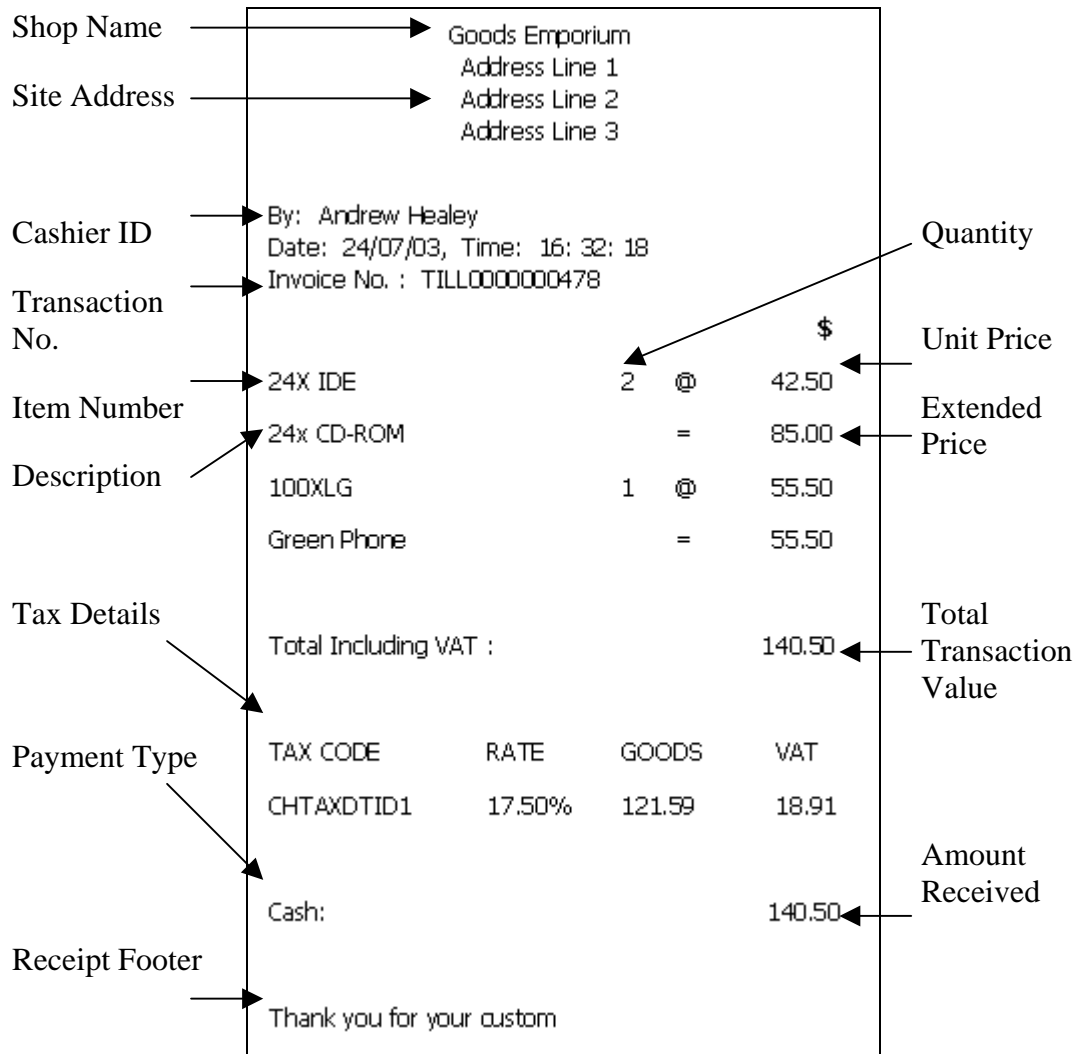 Shop Name
Goods Emporium
Address Line 1
Site Address
Address Line 2
Address Line 3
Cashier ID
By: Andrew Healey
Quantity
Date: 24/07/03, Time: 16: 32: 18
Transaction
No.
Invoice No. : TILL0000000478
$
Unit Price
Item Number
24X IDE 2 @ 42.50
Extended
Price
Description
24x CD-ROM = 85.00
100XLG 1 @ 55.50
Green Phone = 55.50
Tax Details
Total
Transaction
Value
Total Including VAT : 140.50
Payment Type
TAX CODE RATE GOODS VAT
CHTAXDTID1 17.50% 121.59 18.91
Amount
Received
Cash: 140.50
Receipt Footer
Thank you for your custom